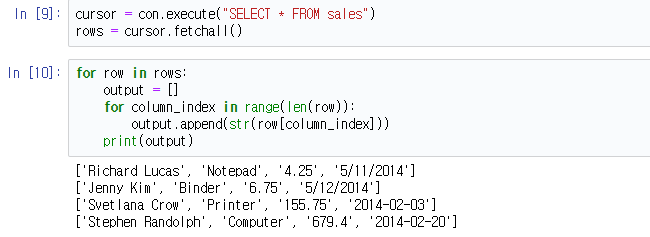 In [9]: cursor = con.execute("SELECT * FROM sales")
rows = cursor.fetchall()
In [10]: for row in rows:
    output = []
    for column_index in range(len(row)):
        output.append(str(row[column_index]))
    print(output)
['Richard Lucas', 'Notepad', '4.25', '5/11/2014']
['Jenny Kim', 'Binder', '6.75', '5/12/2014']
['Svetlana Crow', 'Printer', '155.75', '2014-02-03']
['Stephen Randolph', 'Computer', '679.4', '2014-02-20']